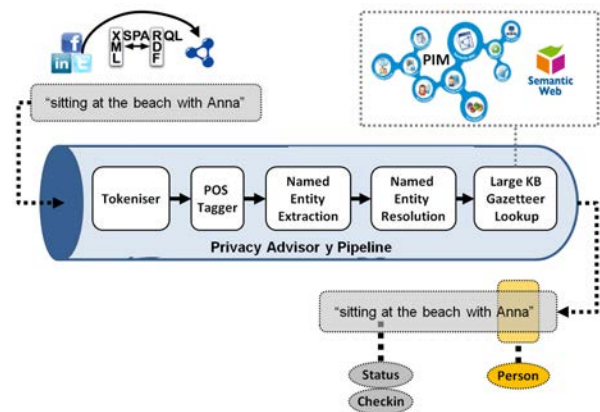 f
in
t
XML
SPARQL
RDF
PIM
Semantic
Web
“sitting at the beach with Anna”
Tokeniser
POS
Tagger
Named
Entity
Extraction
Named
Entity
Resolution
Large KB
Gazetteer
Lookup
Privacy Advisor y Pipeline
“sitting at the beach with Anna”
Status
Checkin
Person